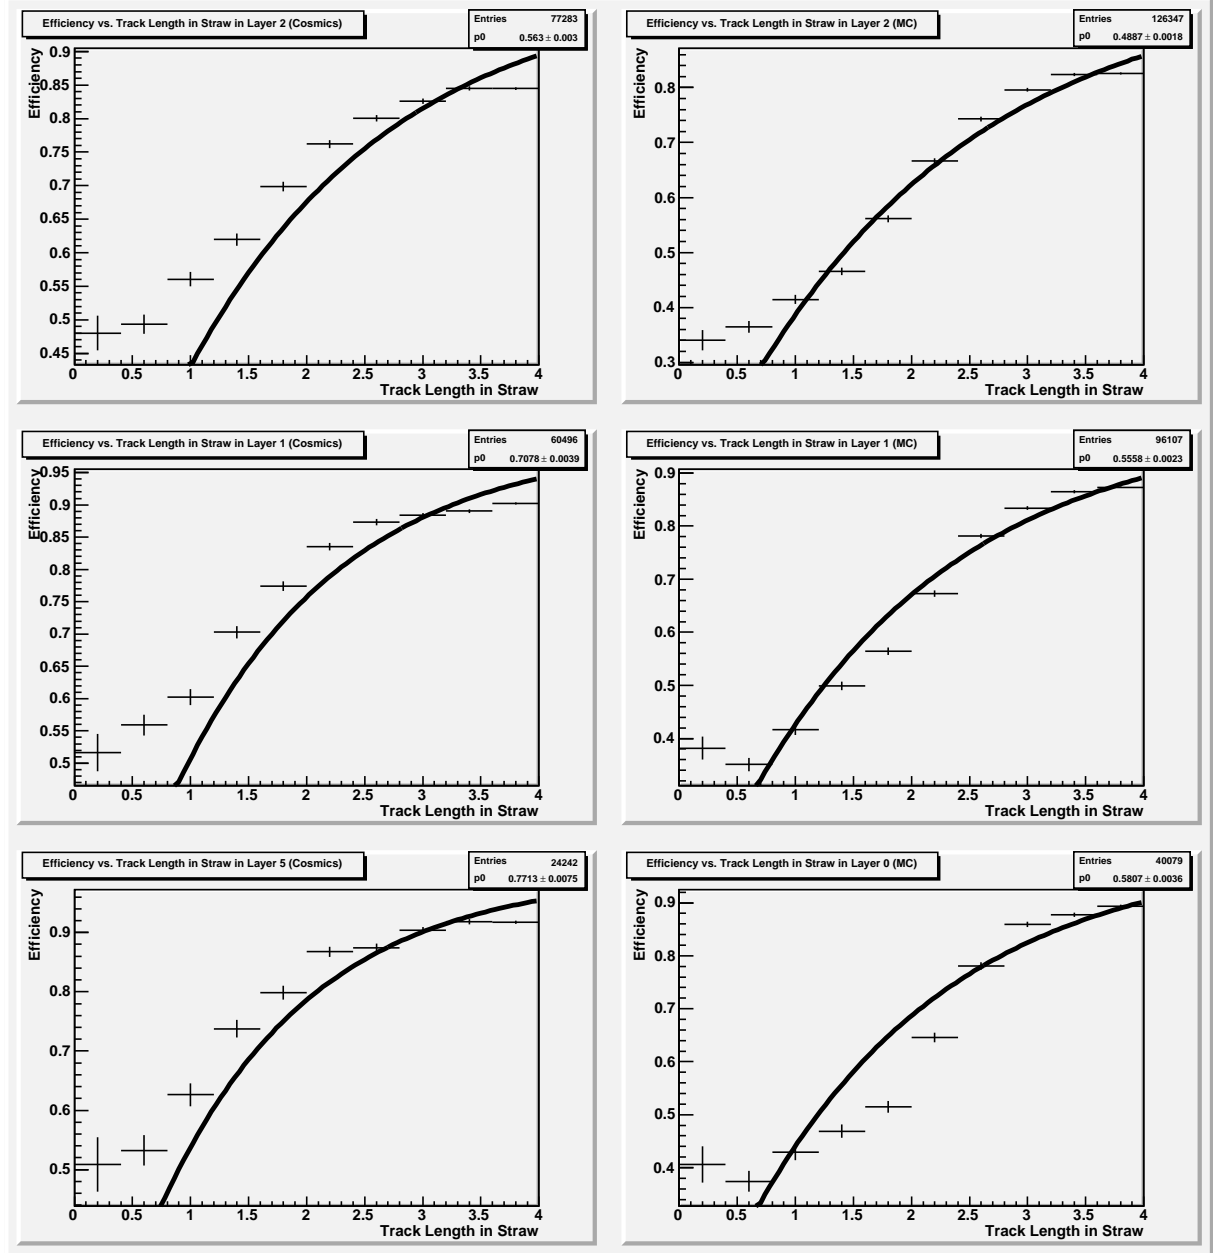 Efficiency vs. Track Length in Straw in Layer 2 (Cosmics)
Entries 77283
p0 0.563 ± 0.003
Efficiency
0.9
0.85
0.8
0.75
0.7
0.65
0.6
0.55
0.5
0.45
0 0.5 1 1.5 2 2.5 3 3.5 4
Track Length in Straw
Efficiency vs. Track Length in Straw in Layer 2 (MC)
Entries 126347
p0 0.4887 ± 0.0018
Efficiency
0.8
0.7
0.6
0.5
0.4
0.3
0 0.5 1 1.5 2 2.5 3 3.5 4
Track Length in Straw
Efficiency vs. Track Length in Straw in Layer 1 (Cosmics)
Entries 60496
p0 0.7078 ± 0.0039
Efficiency
0.95
0.9
0.85
0.8
0.75
0.7
0.65
0.6
0.55
0.5
0 0.5 1 1.5 2 2.5 3 3.5 4
Track Length in Straw
Efficiency vs. Track Length in Straw in Layer 1 (MC)
Entries 96107
p0 0.5558 ± 0.0023
Efficiency
0.9
0.8
0.7
0.6
0.5
0.4
0 0.5 1 1.5 2 2.5 3 3.5 4
Track Length in Straw
Efficiency vs. Track Length in Straw in Layer 5 (Cosmics)
Entries 24242
p0 0.7713 ± 0.0075
Efficiency
0.9
0.8
0.7
0.6
0.5
0 0.5 1 1.5 2 2.5 3 3.5 4
Track Length in Straw
Efficiency vs. Track Length in Straw in Layer 0 (MC)
Entries 40079
p0 0.5807 ± 0.0036
Efficiency
0.9
0.8
0.7
0.6
0.5
0.4
0 0.5 1 1.5 2 2.5 3 3.5 4
Track Length in Straw